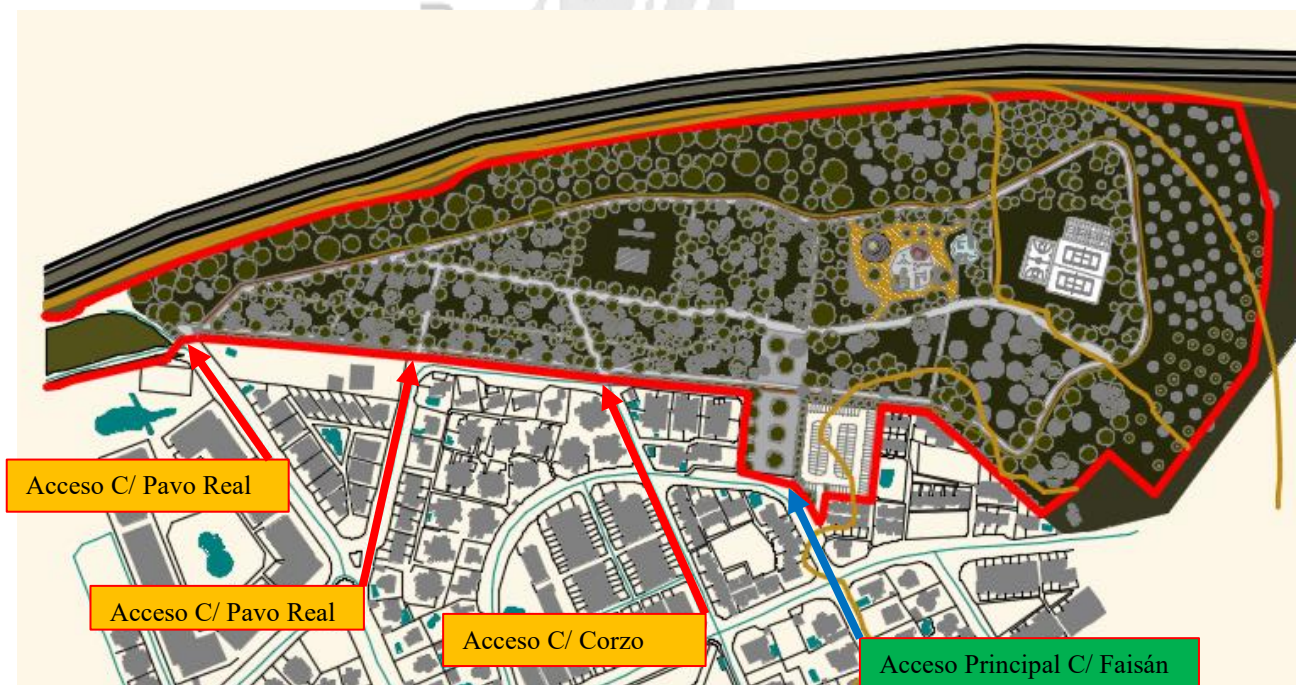 Acceso C/ Pavo Real
Acceso C/ Pavo Real
Acceso C/ Corzo
Acceso Principal C/ Faisán